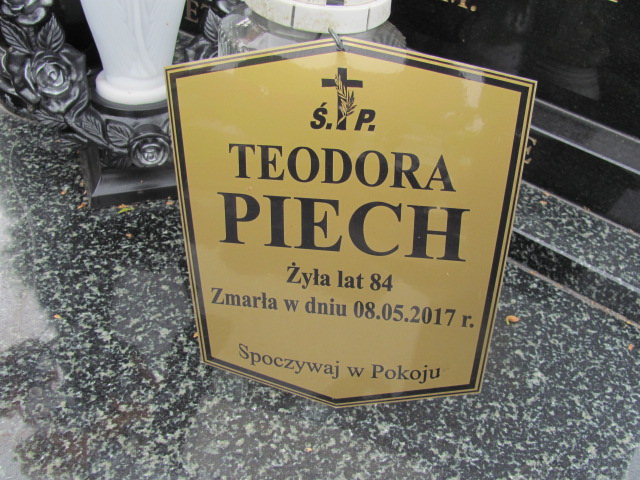 Ś. P.
TEODORA
PIECH
Żyła lat 84
Zmarła w dniu 08.05.2017 r.
Spoczywaj w Pokoju